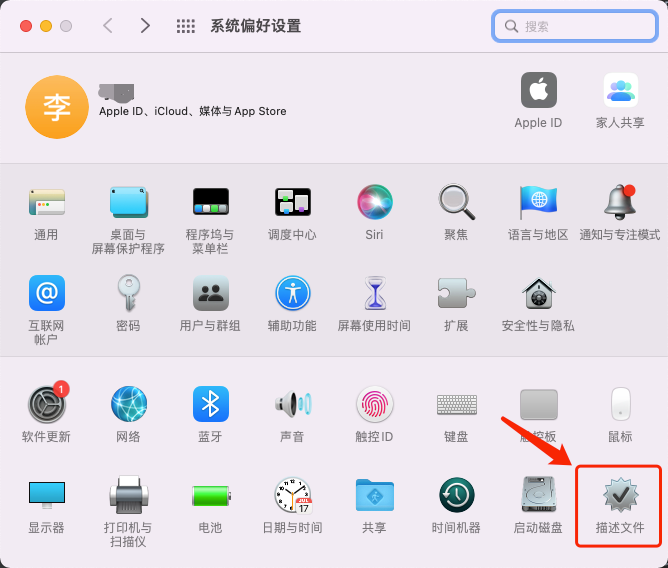 系统偏好设置
搜索
李
Apple ID、iCloud、媒体与 App Store
Apple ID
家人共享
通用
桌面与
屏幕保护程序
程序坞与
菜单栏
调度中心
Siri
聚焦
语言与地区
通知与专注模式
互联网
帐户
密码
用户与群组
辅助功能
屏幕使用时间
扩展
安全性与隐私
1
软件更新
网络
蓝牙
声音
触控 ID
键盘
触控板
鼠标
显示器
打印机与
扫描仪
电池
JUL
17
日期与时间
共享
时间机器
启动磁盘
描述文件